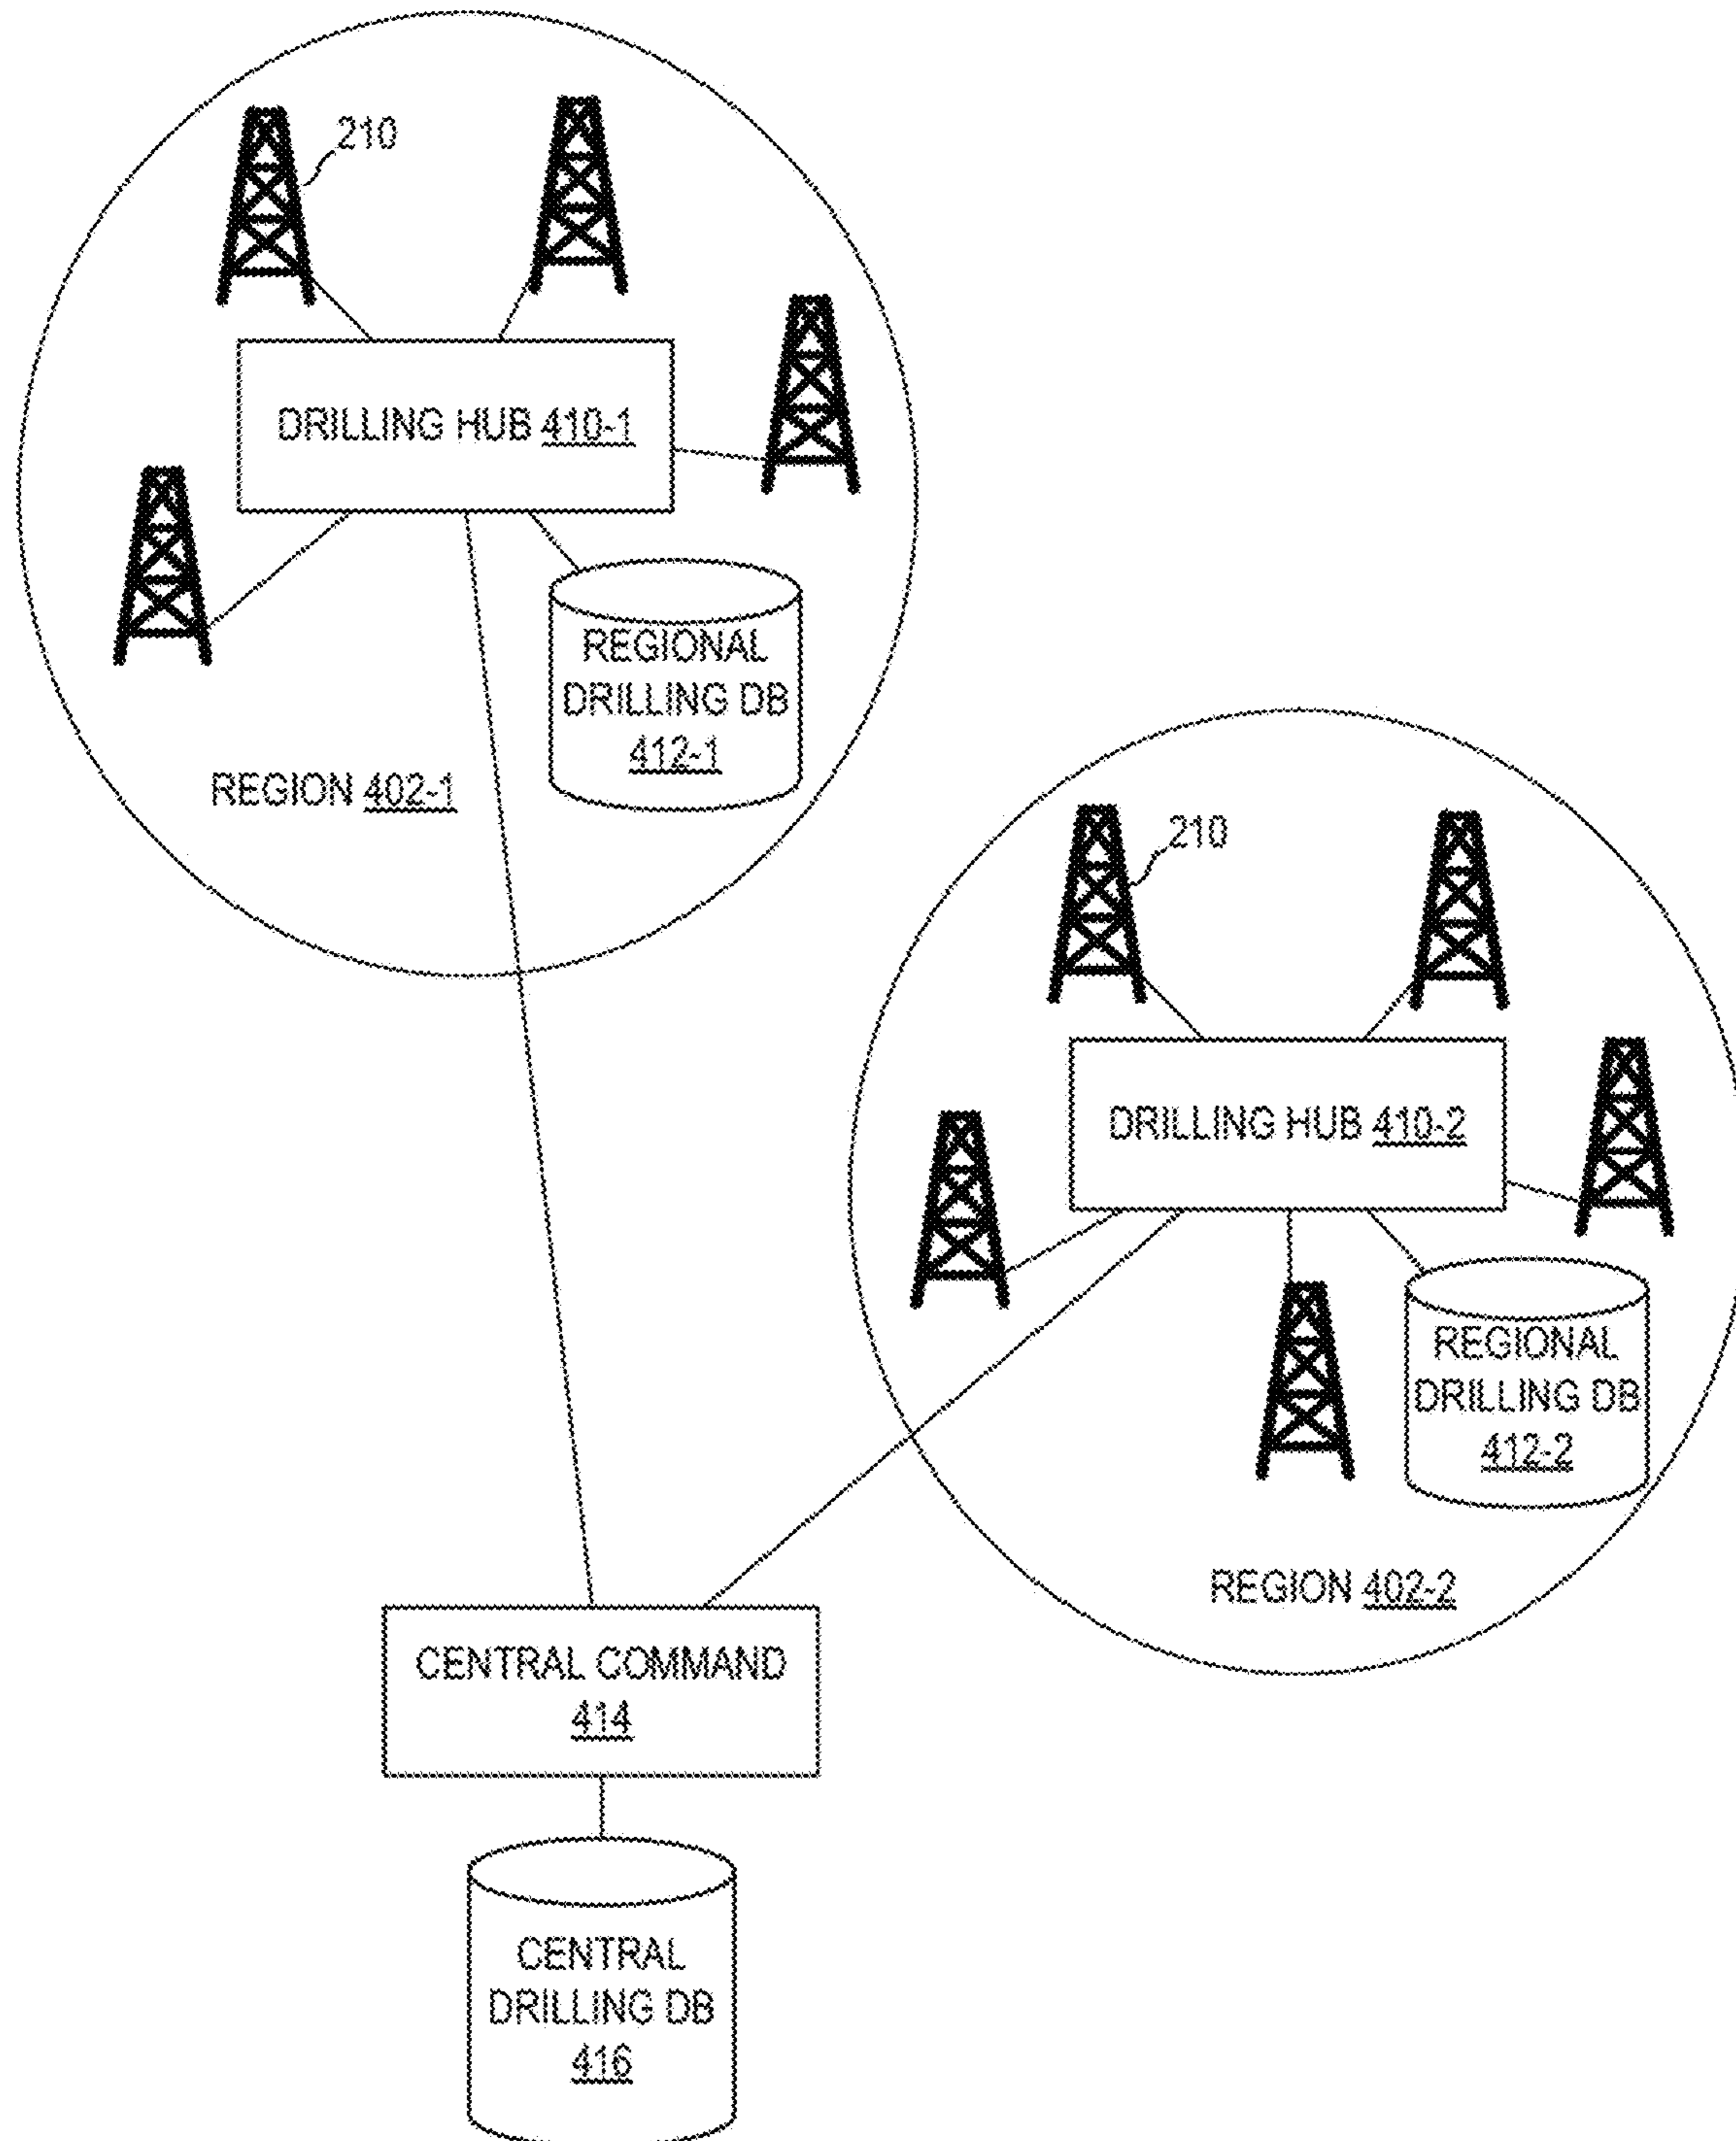 210
DRILLING HUB 410-1
REGIONAL
DRILLING DB
412-1
REGION 402-1
210
DRILLING HUB 410-2
REGIONAL
DRILLING DB
412-2
REGION 402-2
CENTRAL COMMAND
414
CENTRAL
DRILLING DB
416